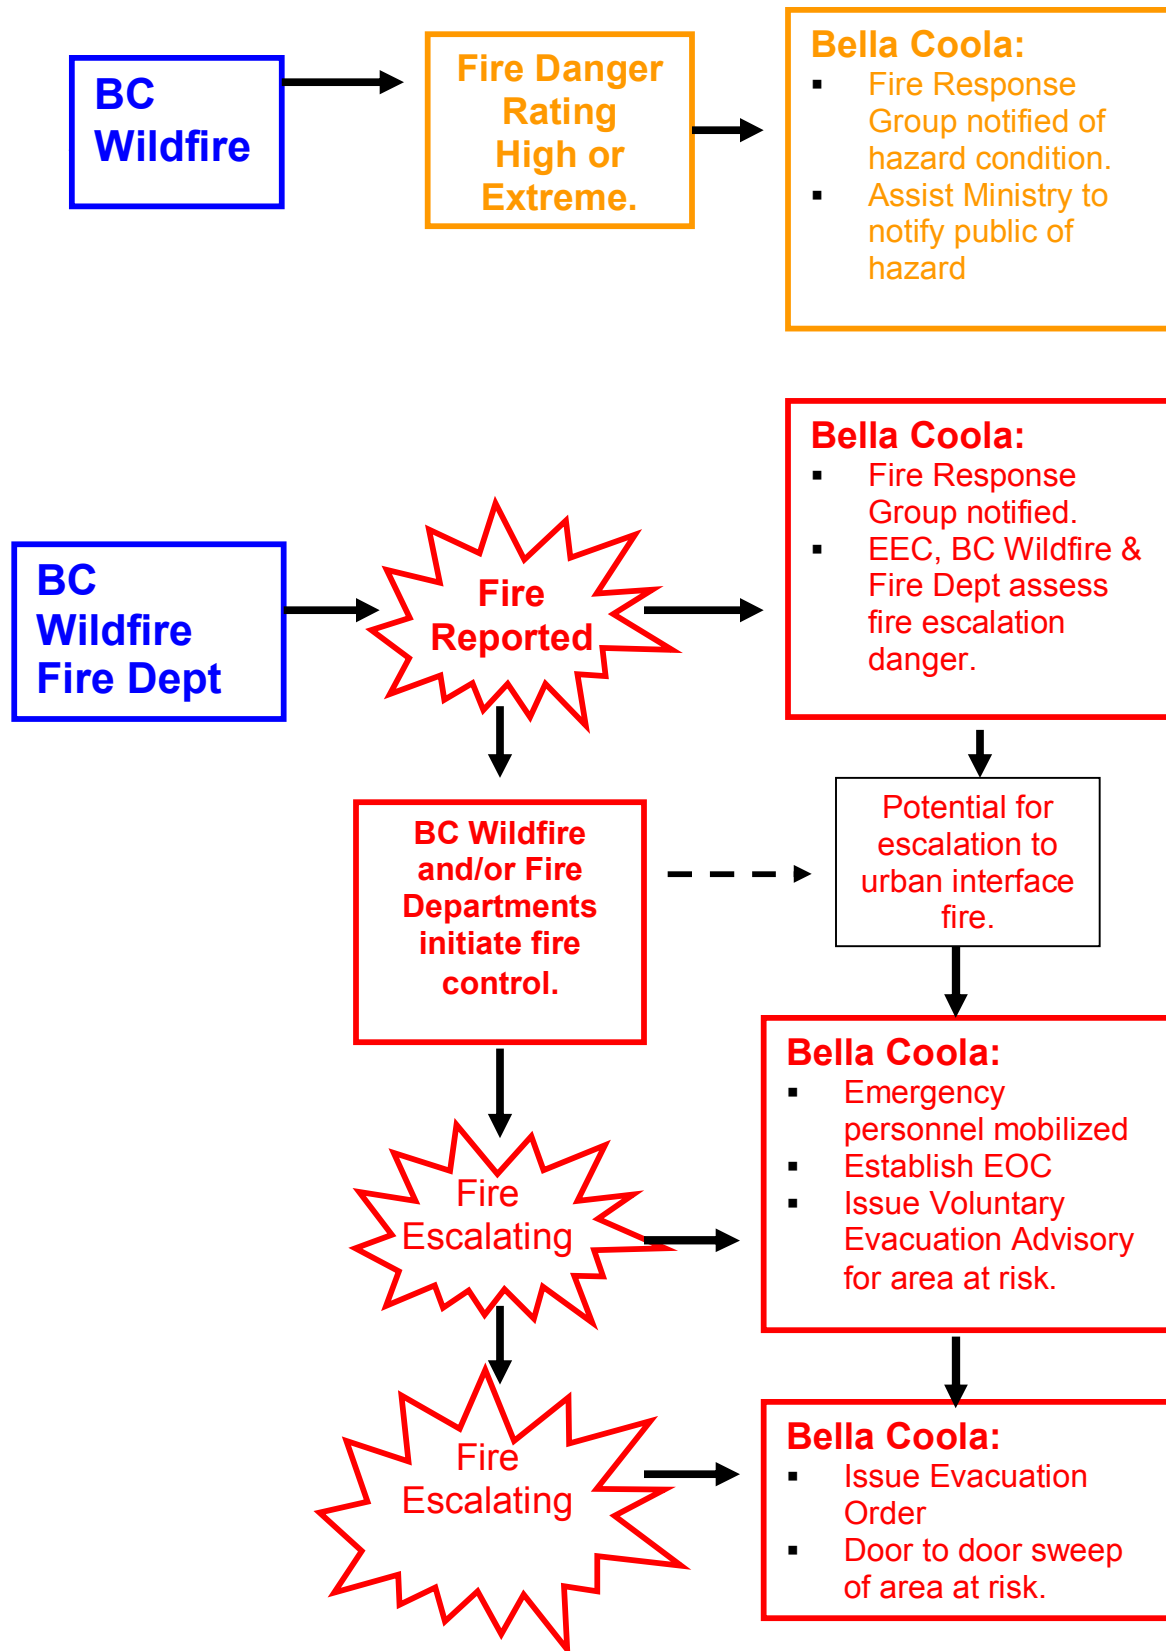 BC
Wildfire
Fire Danger
Rating
High or
Extreme.
Bella Coola:
▪ Fire Response
Group notified of
hazard condition.
▪ Assist Ministry to
notify public of
hazard
BC
Wildfire
Fire Dept
Fire
Reported
Bella Coola:
▪ Fire Response
Group notified.
▪ EEC, BC Wildfire &
Fire Dept assess
fire escalation
danger.
BC Wildfire
and/or Fire
Departments
initiate fire
control.
Potential for
escalation to
urban interface
fire.
Fire
Escalating
Bella Coola:
▪ Emergency
personnel mobilized
▪ Establish EOC
▪ Issue Voluntary
Evacuation Advisory
for area at risk.
Fire
Escalating
Bella Coola:
▪ Issue Evacuation
Order
▪ Door to door sweep
of area at risk.